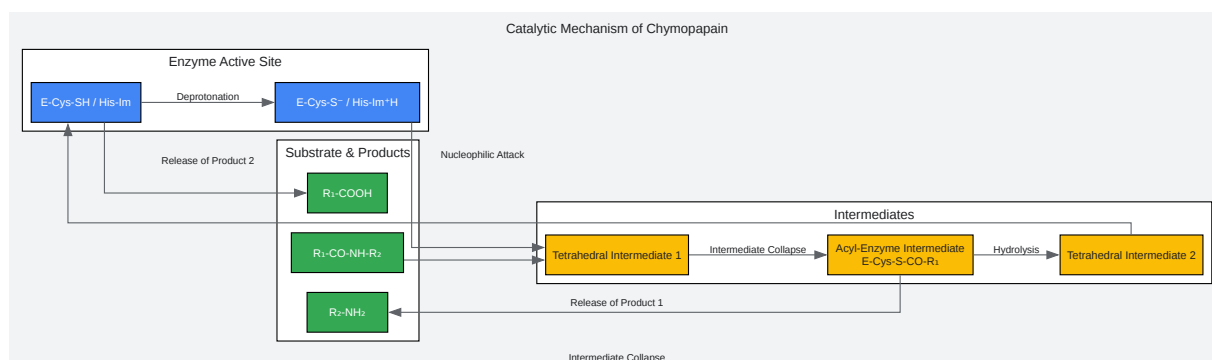 Catalytic Mechanism of Chymopapain
Enzyme Active Site
E-Cys-SH / His-Im
Deprotonation
E-Cys-S⁻ / His-Im⁺H
Substrate & Products
Release of Product 2
Nucleophilic Attack
R₁-COOH
Intermediates
R₁-CO-NH-R₂
Tetrahedral Intermediate 1
Intermediate Collapse
Acyl-Enzyme Intermediate
E-Cys-S-CO-R₁
Hydrolysis
Tetrahedral Intermediate 2
Release of Product 1
R₂-NH₂
Intermediate Collapse